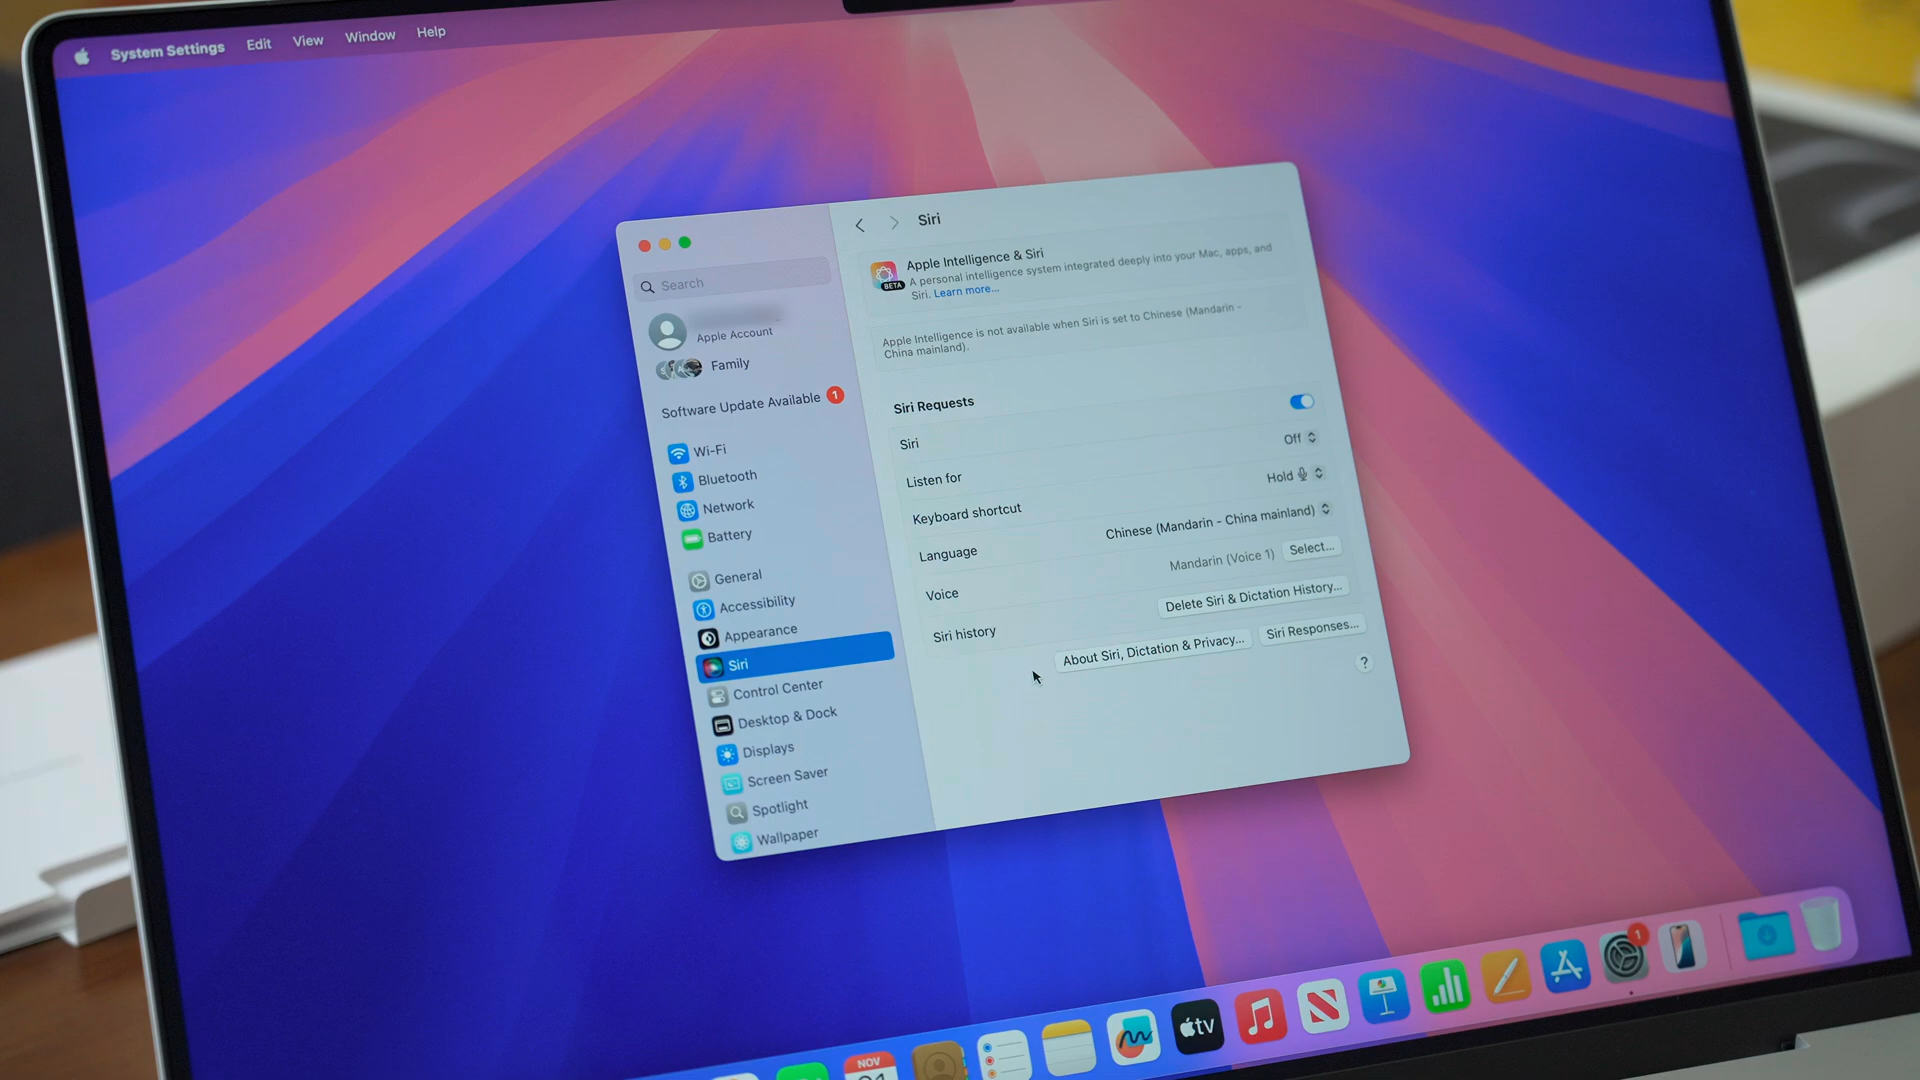 System Settings Edit View Window Help
Siri
Search
Apple Account
Family
Software Update Available 1
Wi-Fi
Bluetooth
Network
Battery
General
Accessibility
Appearance
Siri
Control Center
Desktop & Dock
Displays
Screen Saver
Spotlight
Wallpaper
Apple Intelligence & Siri
BETA
A personal intelligence system integrated deeply into your Mac, apps, and
Siri. Learn more...
Apple Intelligence is not available when Siri is set to Chinese (Mandarin -
China mainland).
Siri Requests
Siri
Listen for Off
Keyboard shortcut Hold
Language Chinese (Mandarin - China mainland)
Voice Mandarin (Voice 1) Select...
Siri history Delete Siri & Dictation History...
About Siri, Dictation & Privacy... Siri Responses...
?
NOV
tv
1